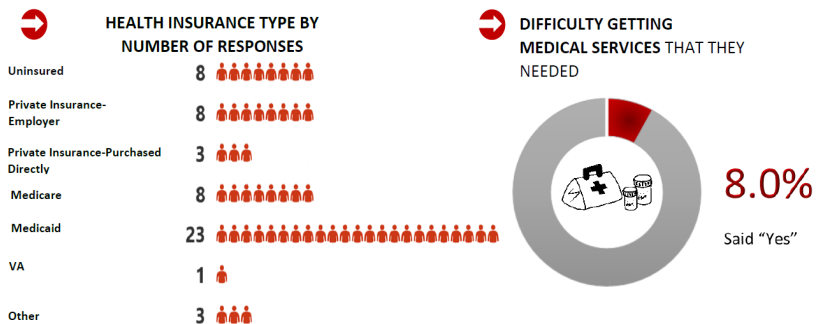 HEALTH INSURANCE TYPE BY
NUMBER OF RESPONSES
Uninsured
8
Private Insurance-
Employer
8
Private Insurance-Purchased
Directly
3
Medicare
8
Medicaid
23
VA
1
Other
3
DIFFICULTY GETTING
MEDICAL SERVICES THAT THEY
NEEDED
8.0%
Said “Yes”